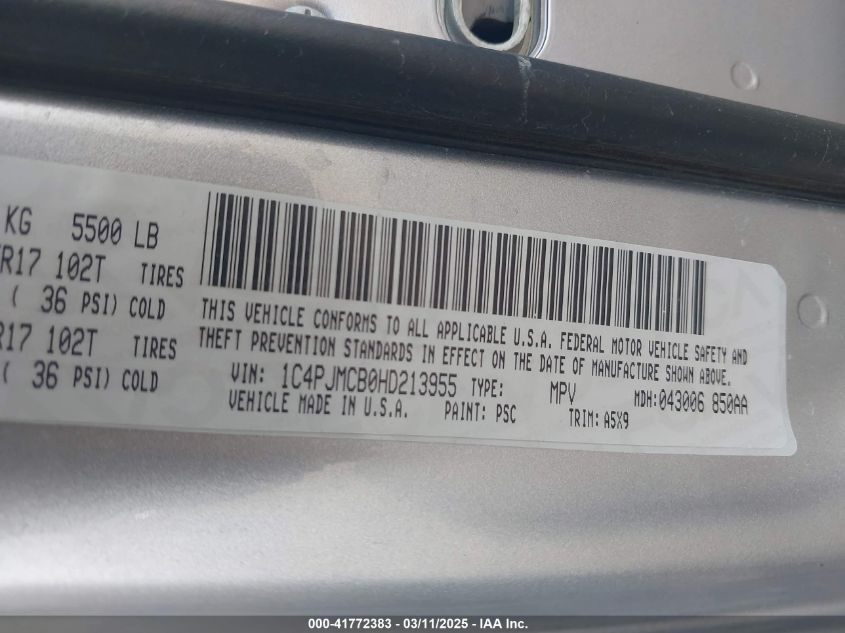 KG 5500 LB
R17 102T TIRES
( 36 PSI) COLD
R17 102T TIRES
( 36 PSI) COLD
THIS VEHICLE CONFORMS TO ALL APPLICABLE U.S.A. FEDERAL MOTOR VEHICLE SAFETY AND
THEFT PREVENTION STANDARDS IN EFFECT ON THE DATE OF MANUFACTURE SHOWN ABOVE.
VIN: 1C4PJMCB0HD213955 TYPE: MPV MDH:043006 850AA
VEHICLE MADE IN U.S.A. PAINT: PSC TRIM: A5X9
000-41772383 - 03/11/2025 - IAA Inc.